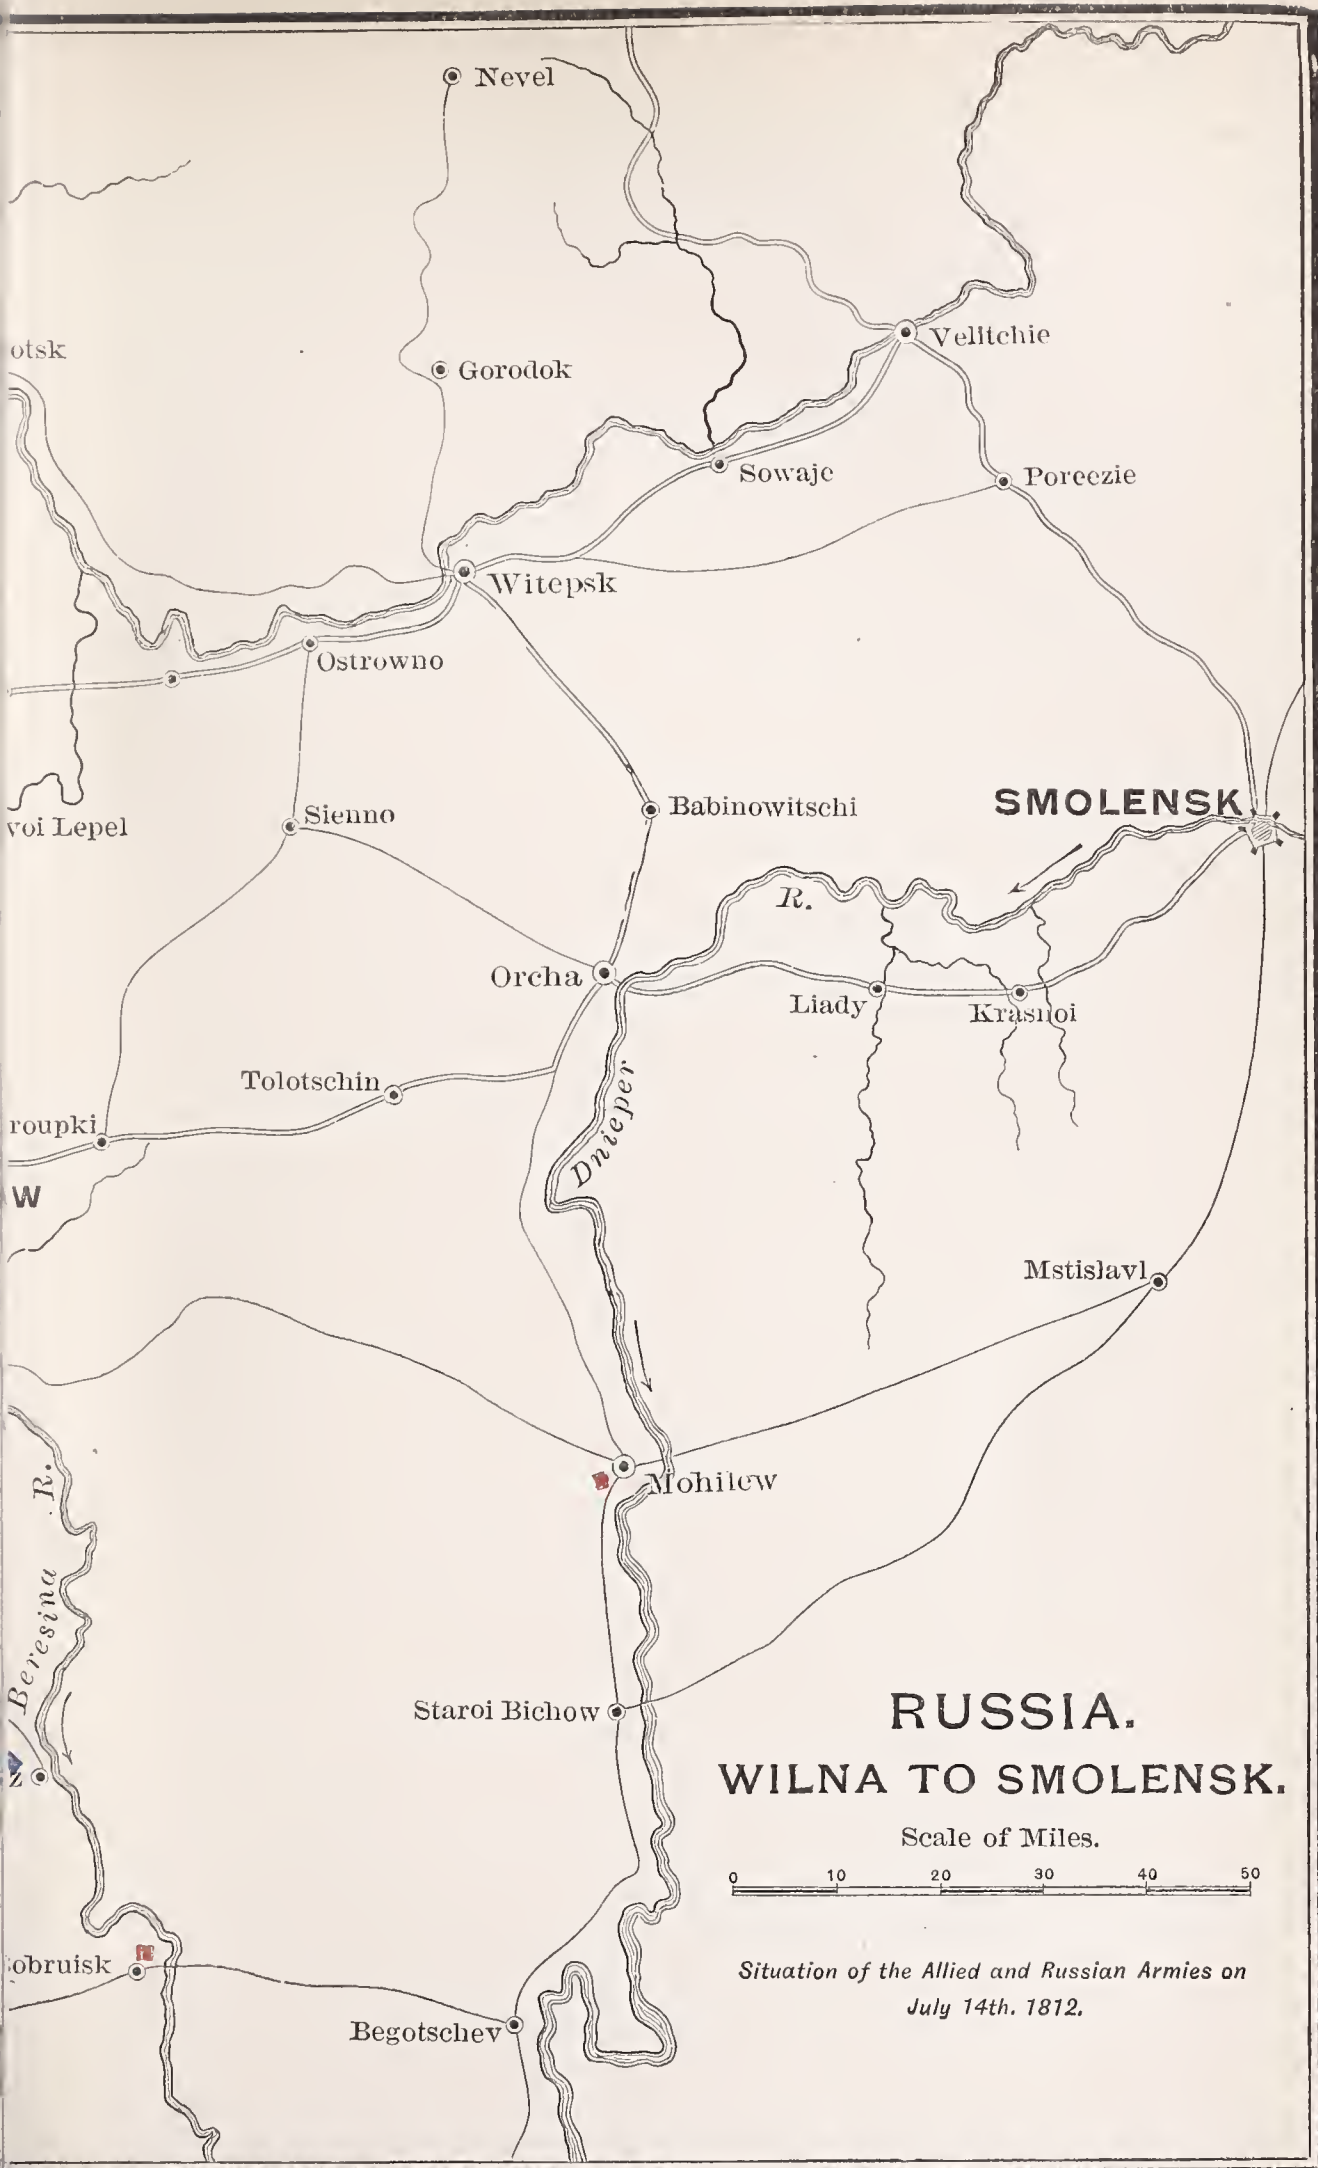 Nevel
Velitchie
otsk
Gorodok
Sowaje
Poreczie
Witepsk
Ostrowno
SMOLENSK
Babinowitschi
Sienno
voi Lepel
R.
Orcha
Liady
Krasnoi
Tolotschin
Dnieper
roupki
W
Mstislavl
Mohilew
Beresina R.
Staroi Bichow
z
RUSSIA.
WILNA TO SMOLENSK.
Scale of Miles.
0 10 20 30 40 50
obruisk
Situation of the Allied and Russian Armies on
July 14th. 1812.
Begotschev